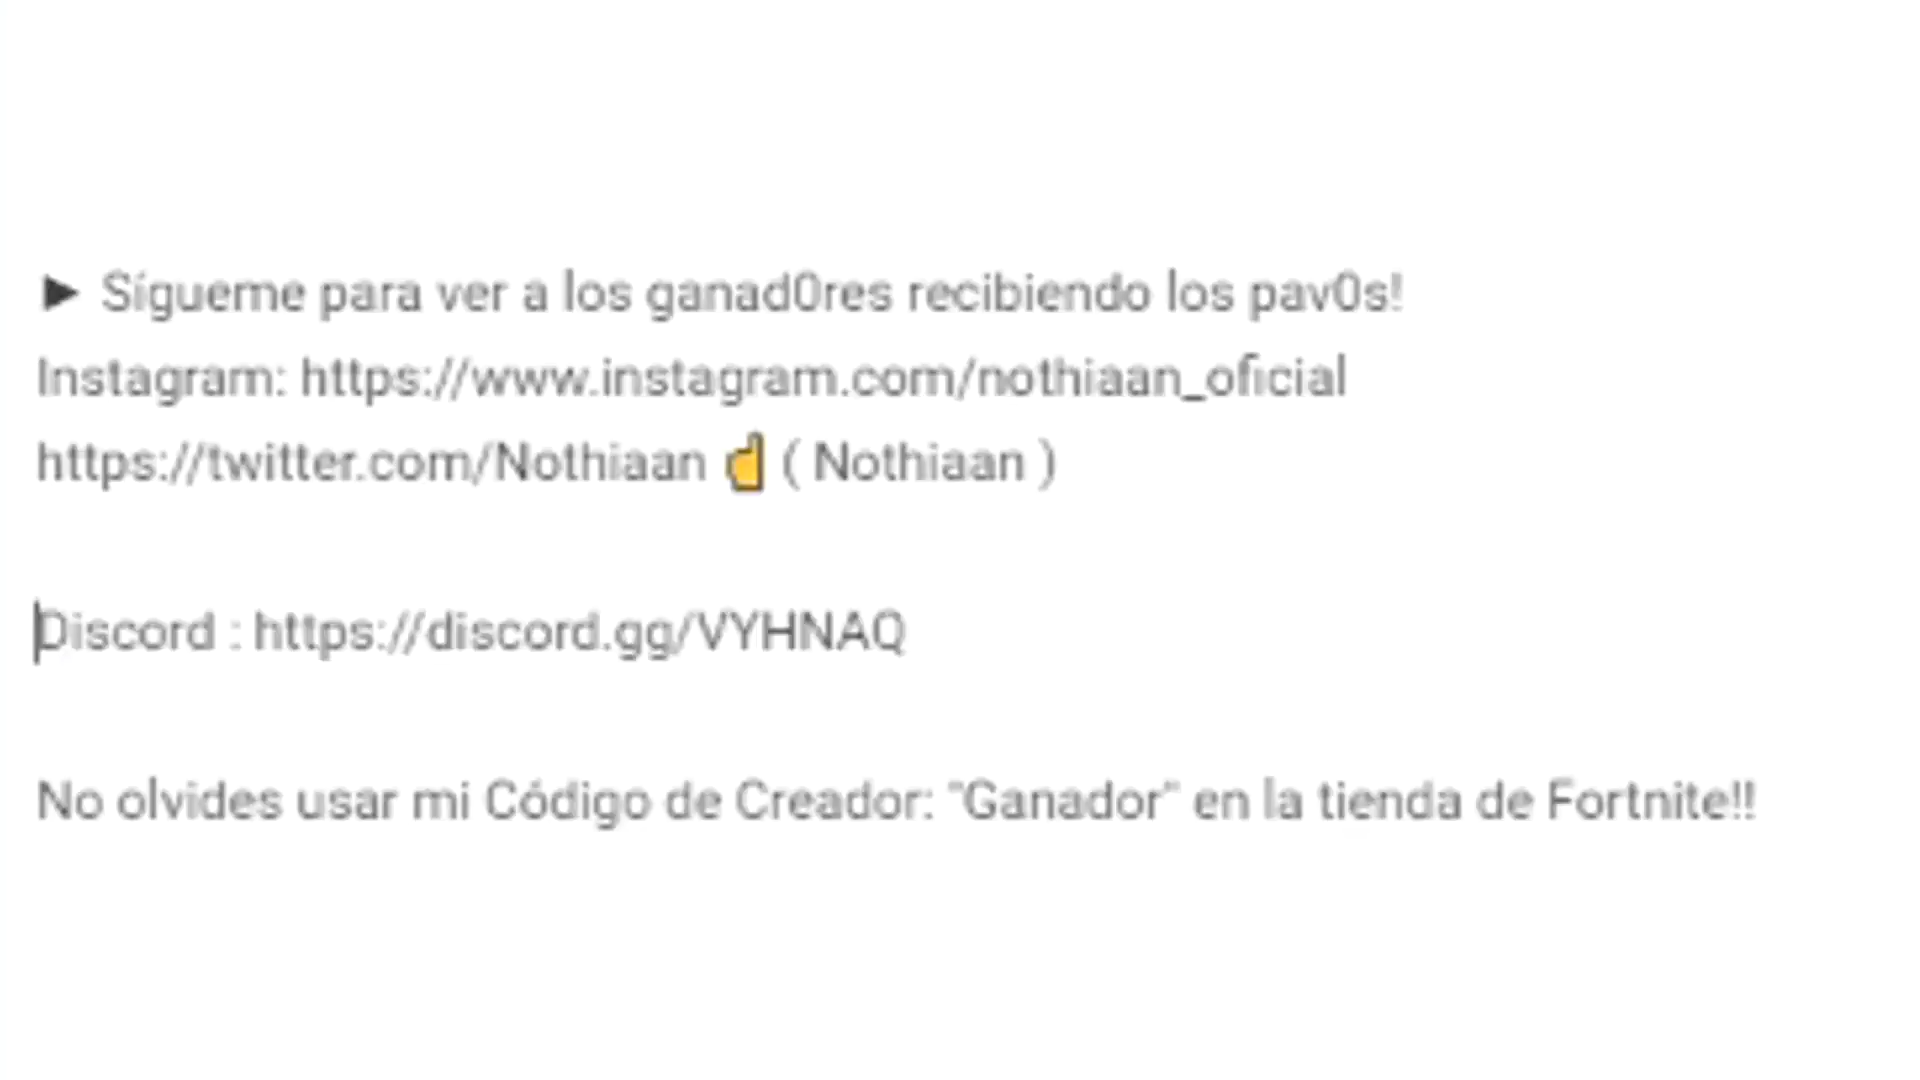 ► Sígueme para ver a los ganad0res recibiendo los pav0s!
Instagram: https://www.instagram.com/nothiaan_oficial
https://twitter.com/Nothiaan ☝ ( Nothiaan )
Discord : https://discord.gg/VYHNAQ
No olvides usar mi Código de Creador: "Ganador" en la tienda de Fortnite!!